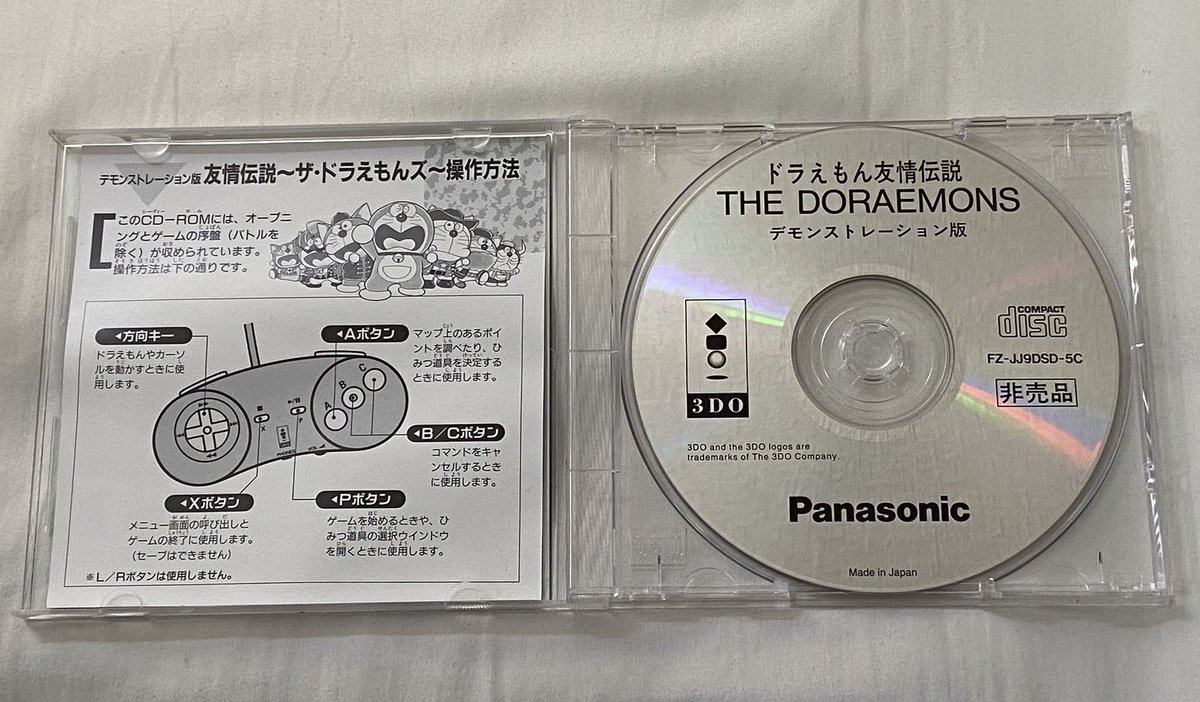 デモンストレーション版 友情伝説〜ザ・ドラえもんズ〜操作方法
このCD-ROMには、オープニ
ングとゲームの序盤（バトルを
除く）が収められています。
操作方法は下の通りです。
◀方向キー
ドラえもんやカーソ
ルを動かすときに使
用します。
◀Aボタン
マップ上のあるポイ
ントを調べたり、ひ
みつ道具を決定する
ときに使用します。
◀B／Cボタン
コマンドをキャ
ンセルするとき
に使用します。
◀Xボタン
メニュー画面の呼び出しと
ゲームの終了に使用します。
（セーブはできません）
◀Pボタン
ゲームを始めるときや、ひ
みつ道具の選択ウインドウ
を開くときに使用します。
A
B
C
X
P
PHONES
VOL
※L／Rボタンは使用しません。
ドラえもん友情伝説
THE DORAEMONS
デモンストレーション版
3DO
COMPACT
disc
FZ-JJ9DSD-5C
非売品
3DO and the 3DO logos are
trademarks of The 3DO Company.
Panasonic
Made in Japan